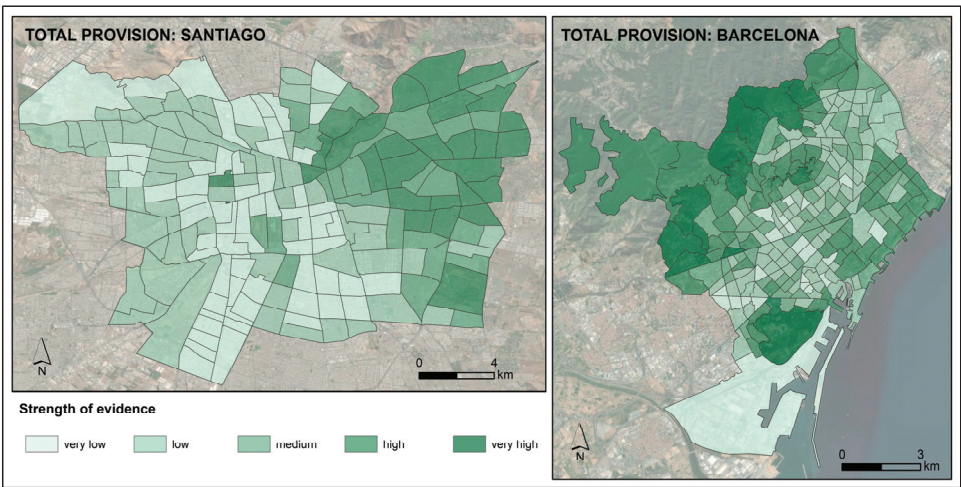 TOTAL PROVISION: SANTIAGO
N
0 4
km
TOTAL PROVISION: BARCELONA
N
0 3
km
Strength of evidence
very low
low
medium
high
very high